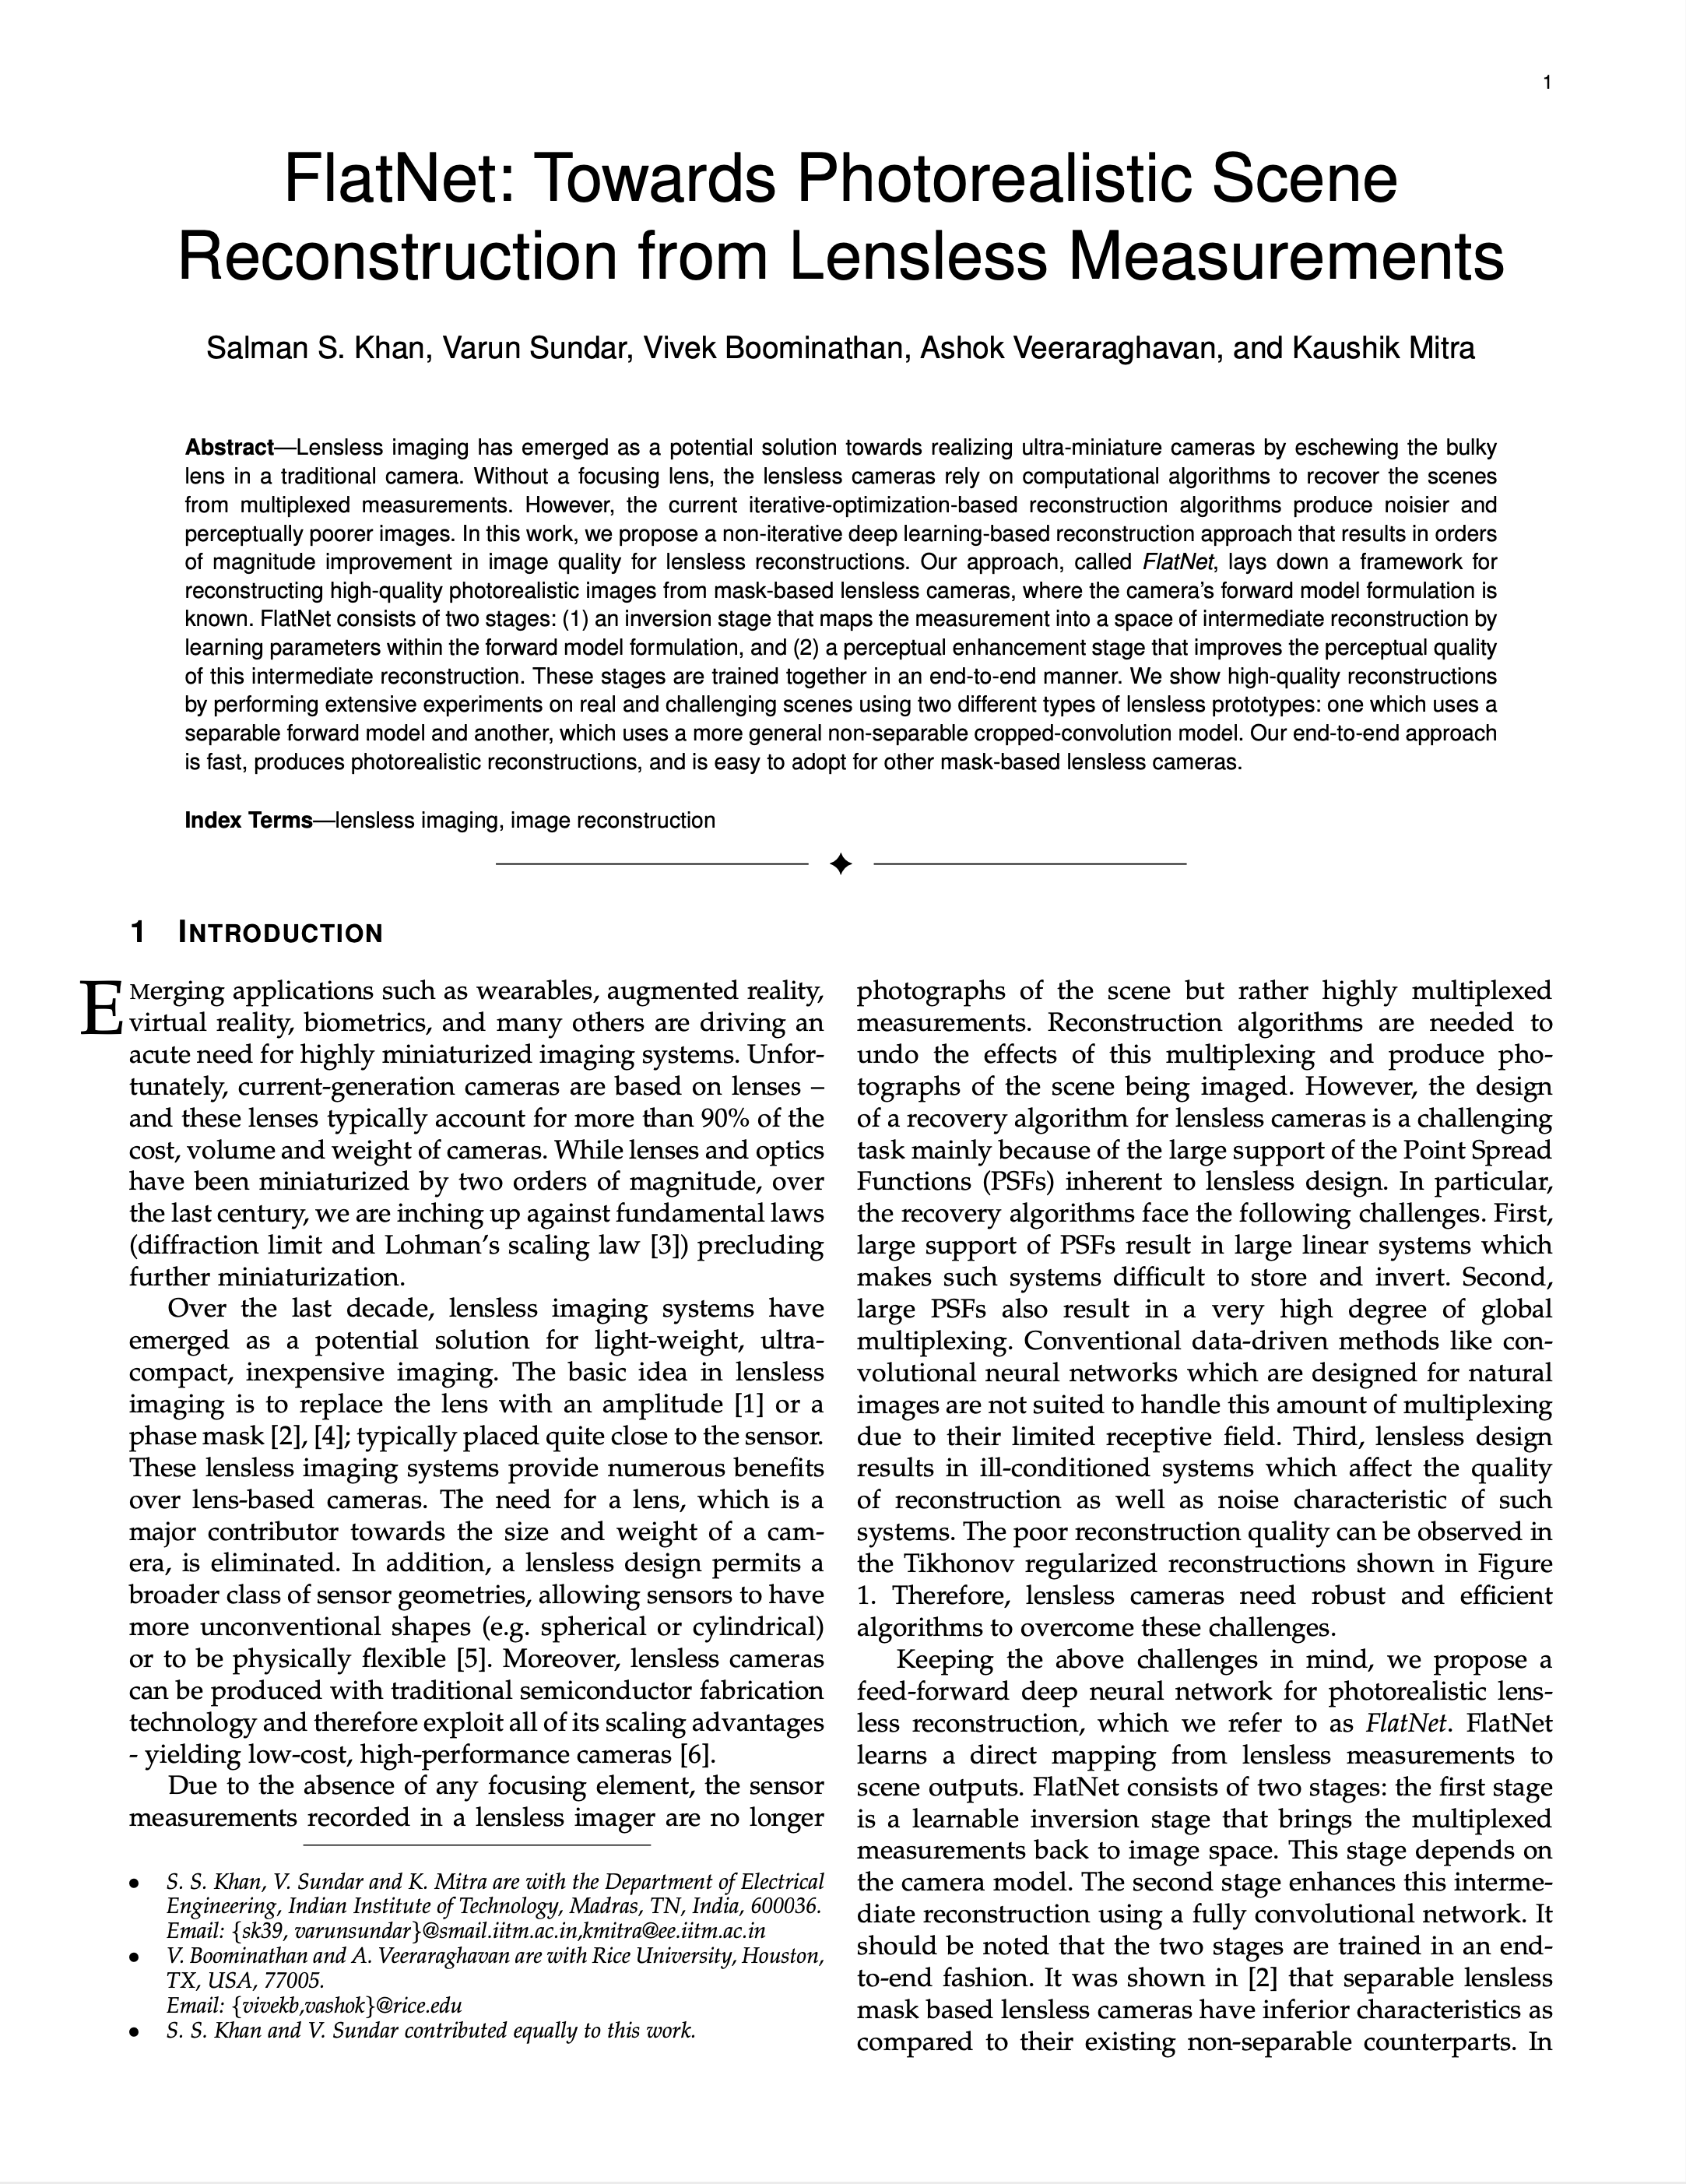 1
FlatNet: Towards Photorealistic Scene
Reconstruction from Lensless Measurements
Salman S. Khan, Varun Sundar, Vivek Boominathan, Ashok Veeraraghavan, and Kaushik Mitra
Abstract—Lensless imaging has emerged as a potential solution towards realizing ultra-miniature cameras by eschewing the bulky
lens in a traditional camera. Without a focusing lens, the lensless cameras rely on computational algorithms to recover the scenes
from multiplexed measurements. However, the current iterative-optimization-based reconstruction algorithms produce noisier and
perceptually poorer images. In this work, we propose a non-iterative deep learning-based reconstruction approach that results in orders
of magnitude improvement in image quality for lensless reconstructions. Our approach, called FlatNet, lays down a framework for
reconstructing high-quality photorealistic images from mask-based lensless cameras, where the camera's forward model formulation is
known. FlatNet consists of two stages: (1) an inversion stage that maps the measurement into a space of intermediate reconstruction by
learning parameters within the forward model formulation, and (2) a perceptual enhancement stage that improves the perceptual quality
of this intermediate reconstruction. These stages are trained together in an end-to-end manner. We show high-quality reconstructions
by performing extensive experiments on real and challenging scenes using two different types of lensless prototypes: one which uses a
separable forward model and another, which uses a more general non-separable cropped-convolution model. Our end-to-end approach
is fast, produces photorealistic reconstructions, and is easy to adopt for other mask-based lensless cameras.
Index Terms—lensless imaging, image reconstruction
1 INTRODUCTION
EMerging applications such as wearables, augmented reality,
virtual reality, biometrics, and many others are driving an
acute need for highly miniaturized imaging systems. Unfor-
tunately, current-generation cameras are based on lenses –
and these lenses typically account for more than 90% of the
cost, volume and weight of cameras. While lenses and optics
have been miniaturized by two orders of magnitude, over
the last century, we are inching up against fundamental laws
(diffraction limit and Lohman's scaling law [3]) precluding
further miniaturization.
Over the last decade, lensless imaging systems have
emerged as a potential solution for light-weight, ultra-
compact, inexpensive imaging. The basic idea in lensless
imaging is to replace the lens with an amplitude [1] or a
phase mask [2], [4]; typically placed quite close to the sensor.
These lensless imaging systems provide numerous benefits
over lens-based cameras. The need for a lens, which is a
major contributor towards the size and weight of a cam-
era, is eliminated. In addition, a lensless design permits a
broader class of sensor geometries, allowing sensors to have
more unconventional shapes (e.g. spherical or cylindrical)
or to be physically flexible [5]. Moreover, lensless cameras
can be produced with traditional semiconductor fabrication
technology and therefore exploit all of its scaling advantages
- yielding low-cost, high-performance cameras [6].
Due to the absence of any focusing element, the sensor
measurements recorded in a lensless imager are no longer
• S. S. Khan, V. Sundar and K. Mitra are with the Department of Electrical
Engineering, Indian Institute of Technology, Madras, TN, India, 600036.
Email: {sk39, varunsundar}@smail.iitm.ac.in,kmitra@ee.iitm.ac.in
• V. Boominathan and A. Veeraraghavan are with Rice University, Houston,
TX, USA, 77005.
Email: {vivekb,vashok}@rice.edu
• S. S. Khan and V. Sundar contributed equally to this work.
photographs of the scene but rather highly multiplexed
measurements. Reconstruction algorithms are needed to
undo the effects of this multiplexing and produce pho-
tographs of the scene being imaged. However, the design
of a recovery algorithm for lensless cameras is a challenging
task mainly because of the large support of the Point Spread
Functions (PSFs) inherent to lensless design. In particular,
the recovery algorithms face the following challenges. First,
large support of PSFs result in large linear systems which
makes such systems difficult to store and invert. Second,
large PSFs also result in a very high degree of global
multiplexing. Conventional data-driven methods like con-
volutional neural networks which are designed for natural
images are not suited to handle this amount of multiplexing
due to their limited receptive field. Third, lensless design
results in ill-conditioned systems which affect the quality
of reconstruction as well as noise characteristic of such
systems. The poor reconstruction quality can be observed in
the Tikhonov regularized reconstructions shown in Figure
1. Therefore, lensless cameras need robust and efficient
algorithms to overcome these challenges.
Keeping the above challenges in mind, we propose a
feed-forward deep neural network for photorealistic lens-
less reconstruction, which we refer to as FlatNet. FlatNet
learns a direct mapping from lensless measurements to
scene outputs. FlatNet consists of two stages: the first stage
is a learnable inversion stage that brings the multiplexed
measurements back to image space. This stage depends on
the camera model. The second stage enhances this interme-
diate reconstruction using a fully convolutional network. It
should be noted that the two stages are trained in an end-
to-end fashion. It was shown in [2] that separable lensless
mask based lensless cameras have inferior characteristics as
compared to their existing non-separable counterparts. In